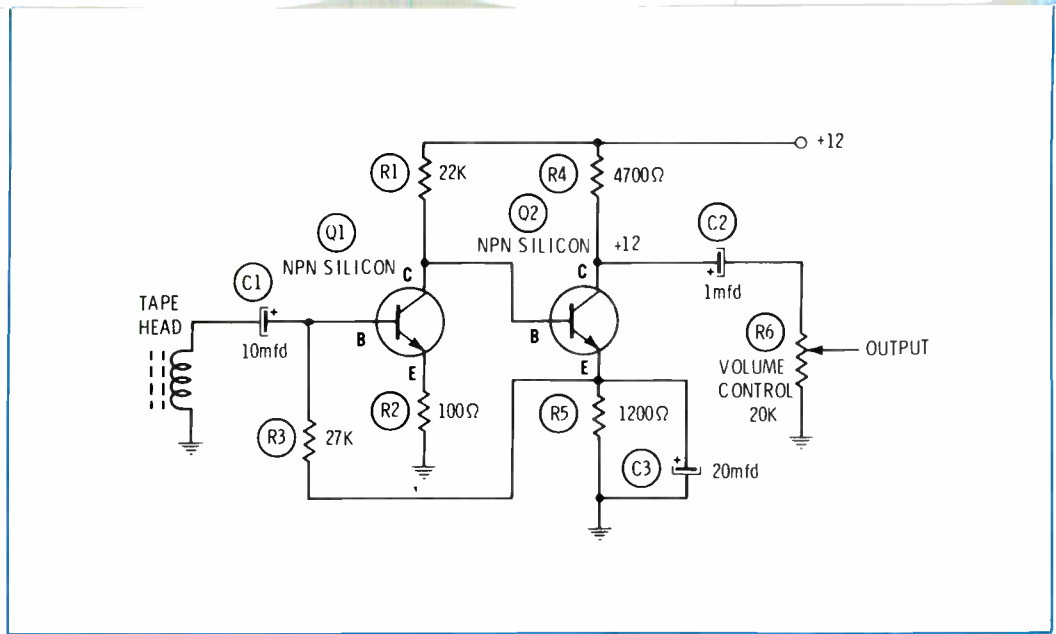 +12
R1
22K
R4
4700Ω
Q1
NPN SILICON
Q2
NPN SILICON
+12
C2
+
1mfd
C
C
C1
+
10mfd
TAPE
HEAD
B
E
B
E
R6
VOLUME
CONTROL
20K
OUTPUT
R2
100Ω
R5
1200Ω
R3
27K
C3
+
20mfd